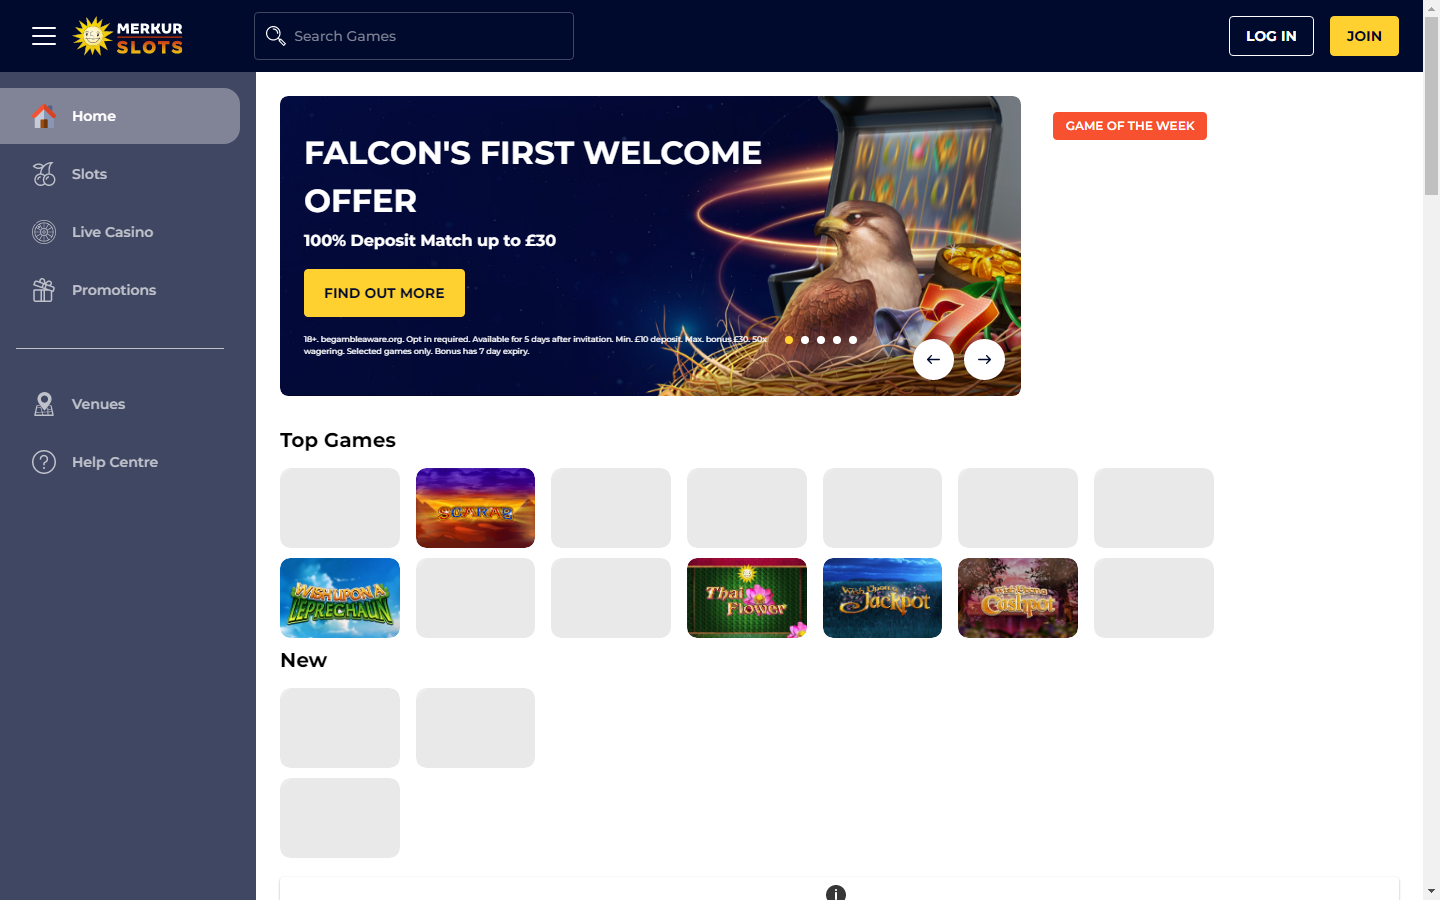 MERKUR
SLOTS
Search Games
LOG IN
JOIN
Home
Slots
Live Casino
Promotions
Venues
Help Centre
FALCON'S FIRST WELCOME
OFFER
100% Deposit Match up to £30
FIND OUT MORE
18+. begambleaware.org. Opt in required. Available for 5 days after invitation. Min. £10 deposit. Max. bonus £30. 50x
wagering. Selected games only. Bonus has 7 day expiry.
GAME OF THE WEEK
Top Games
SCARAB
WISH UPON A
LEPRECHAUN
Thai
Flower
Wish Upon a
Jackpot
Cashpot
New